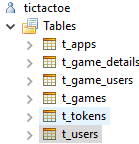 tictactoe
Tables
t_apps
t_game_details
t_game_users
t_games
t_tokens
t_users